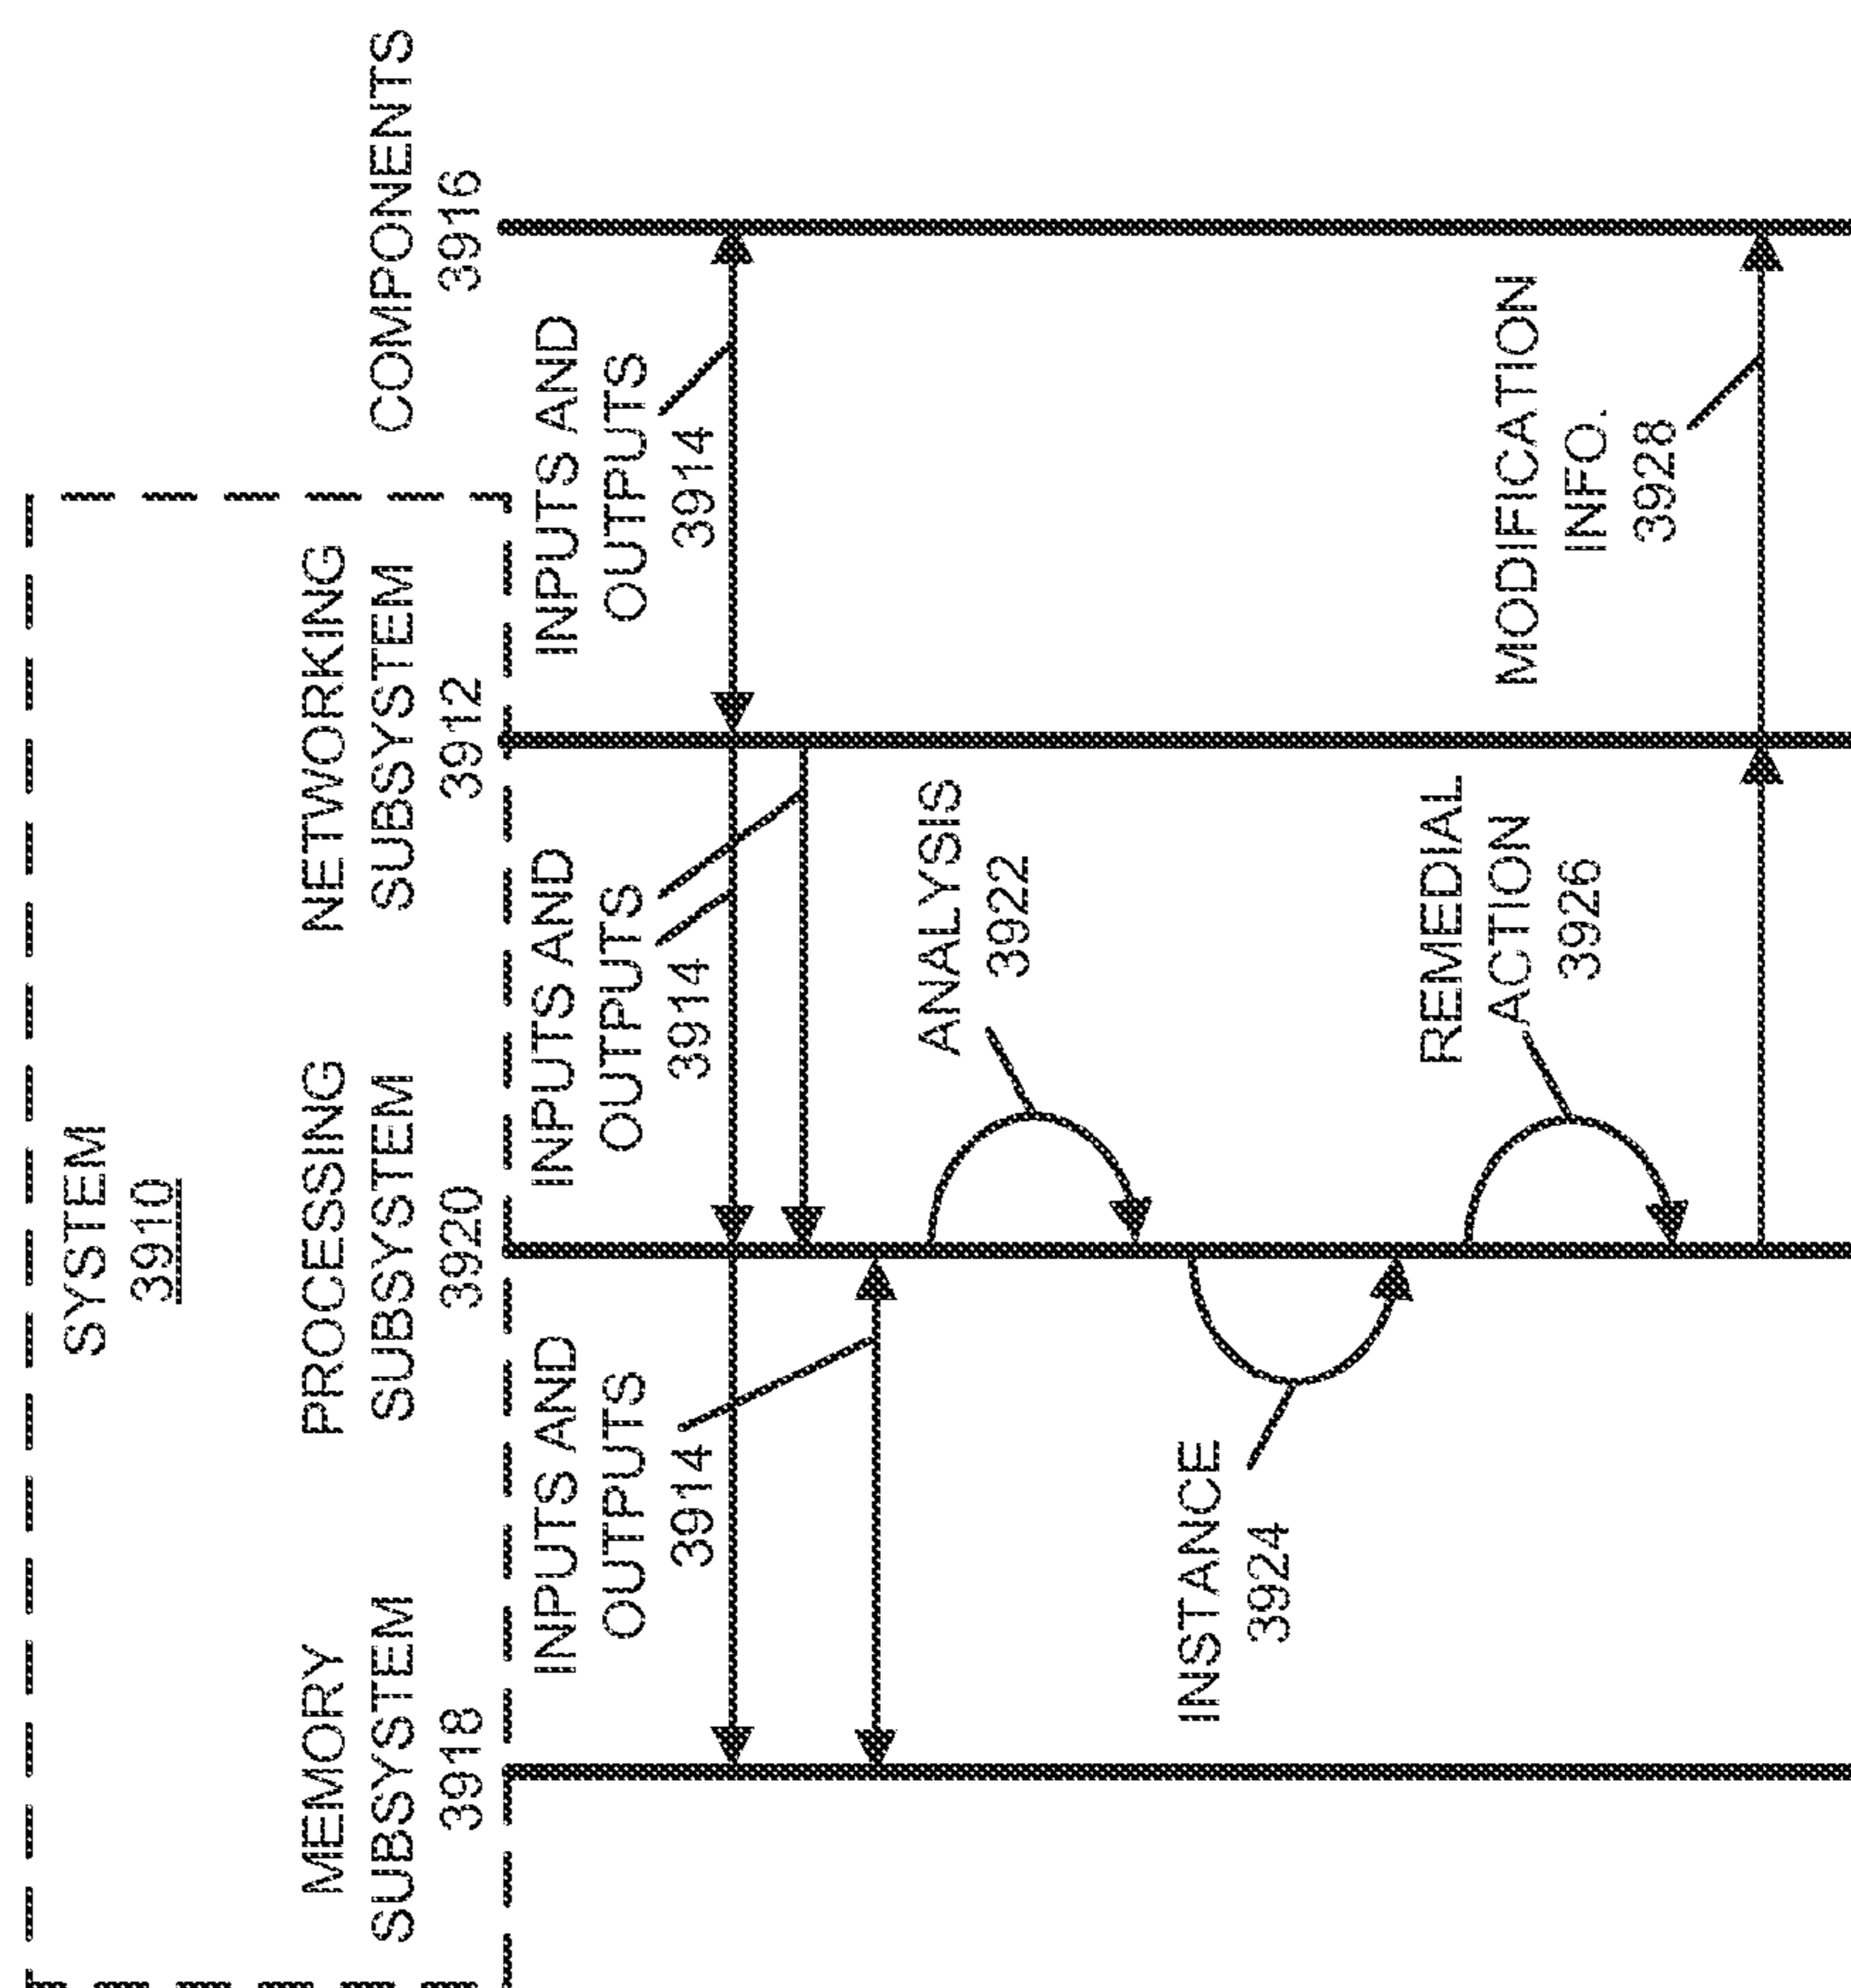 SYSTEM
3910
MEMORY
SUBSYSTEM
3918
PROCESSING
SUBSYSTEM
3920
NETWORKING
SUBSYSTEM
3912
COMPONENTS
3916
INPUTS AND
OUTPUTS
3914
INPUTS AND
OUTPUTS
3914
INPUTS AND
OUTPUTS
3914
ANALYSIS
3922
INSTANCE
3924
REMEDIAL
ACTION
3926
MODIFICATION
INFO.
3928